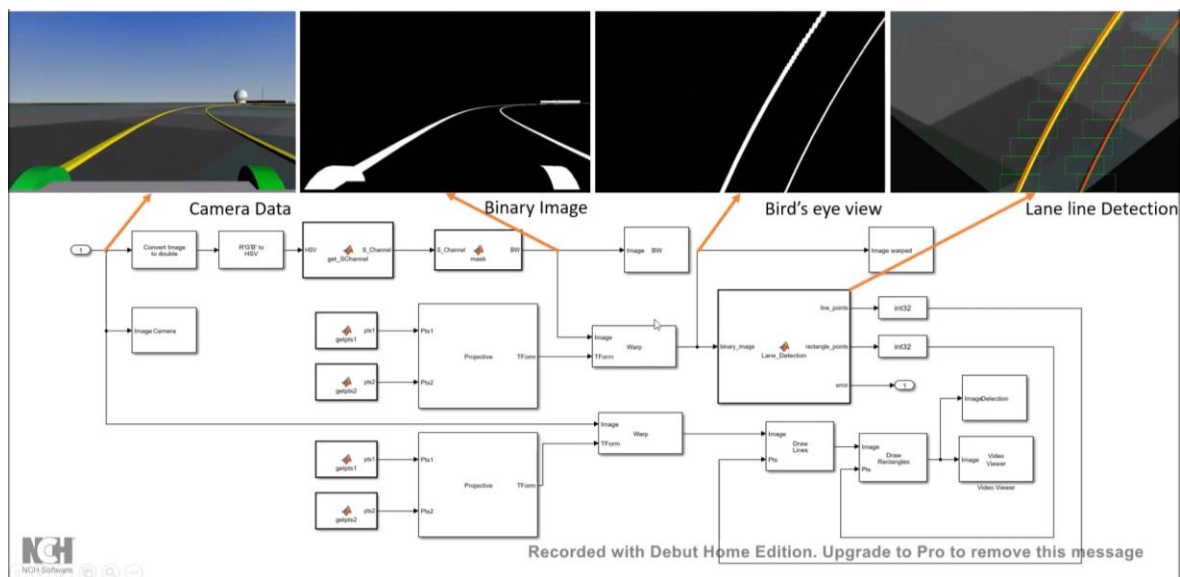 Camera Data
Binary Image
Bird's eye view
Lane line Detection
1
Convert Image
to double
R'G'B' to
HSV
HSV
S_Channel
get_SChannel
S_Channel
BW
mask
Image
BW
Image warped
Image Camera
getpts1
pts1
getpts2
pts2
Pts1
Pts2
Projective
TForm
Image
TForm
Warp
binary_image
Lane_Detection
line_points
rectangle_points
error
int32
int32
1
getpts1
pts1
getpts2
pts2
Pts1
Pts2
Projective
TForm
Image
TForm
Warp
Image
Pts
Draw
Lines
Image
Pts
Draw
Rectangles
ImageDetection
Image
Video
Viewer
Video Viewer
NCH
NCH Software
Recorded with Debut Home Edition. Upgrade to Pro to remove this message